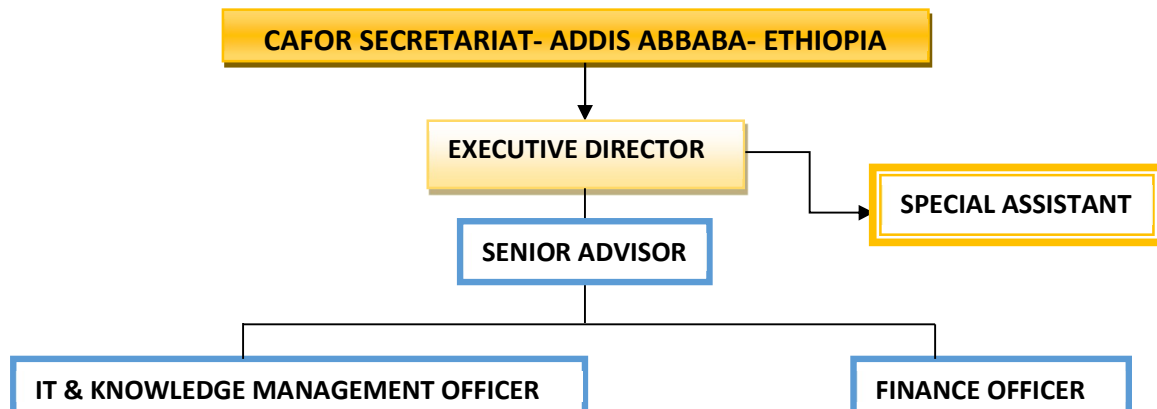 CAFOR SECRETARIAT- ADDIS ABBABA- ETHIOPIA
EXECUTIVE DIRECTOR
SPECIAL ASSISTANT
SENIOR ADVISOR
IT & KNOWLEDGE MANAGEMENT OFFICER
FINANCE OFFICER